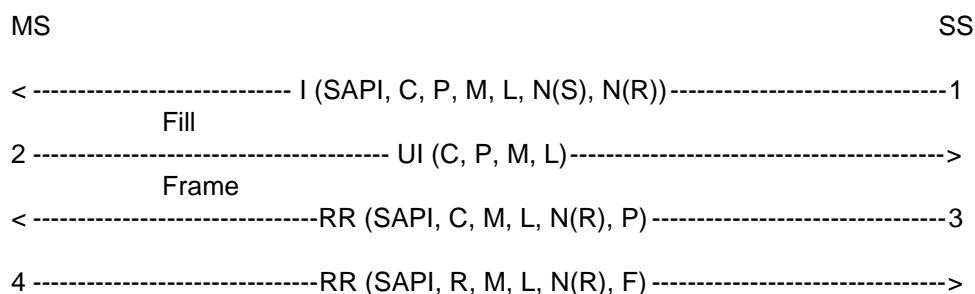 MS SS
< ----------------------------- I (SAPI, C, P, M, L, N(S), N(R))-------------------------------1
Fill
2 ---------------------------------------- UI (C, P, M, L)------------------------------------------>
Frame
< --------------------------------RR (SAPI, C, M, L, N(R), P) ---------------------------------3
4 --------------------------------RR (SAPI, R, M, L, N(R), F) --------------------------------->